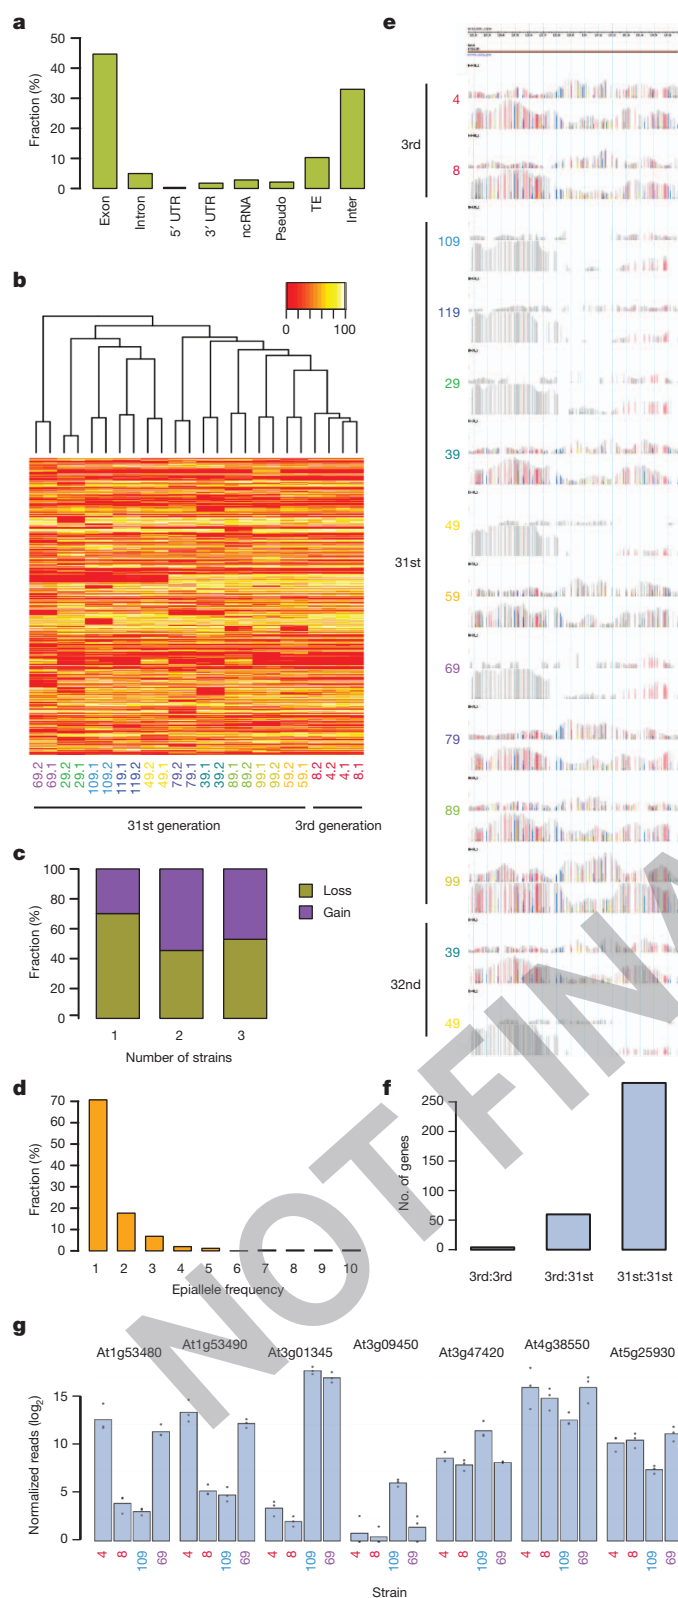 a
Fraction (%)
50
40
30
20
10
0
Exon
Intron
5′ UTR
3′ UTR
ncRNA
Pseudo
TE
Inter
b
0 100
69.2
69.1
29.2
29.1
109.1
109.2
119.1
119.2
49.2
49.1
79.2
79.1
39.1
39.2
89.1
89.2
99.1
99.2
59.2
59.1
8.2
4.2
4.1
8.1
31st generation 3rd generation
c
Fraction (%)
100
80
60
40
20
0
Loss
Gain
1 2 3
Number of strains
d
Fraction (%)
70
60
50
40
30
20
10
0
1 2 3 4 5 6 7 8 9 10
Epiallele frequency
e
3rd
4
8
31st
109
119
29
39
49
59
69
79
89
99
32nd
39
49
f
No. of genes
250
200
150
100
50
0
3rd:3rd 3rd:31st 31st:31st
g
At1g53480 At1g53490 At3g01345 At3g09450 At3g47420 At4g38550 At5g25930
Normalized reads (log2)
15
10
5
0
4 8 109 69 4 8 109 69 4 8 109 69 4 8 109 69 4 8 109 69 4 8 109 69 4 8 109 69
Strain
NOT FINA